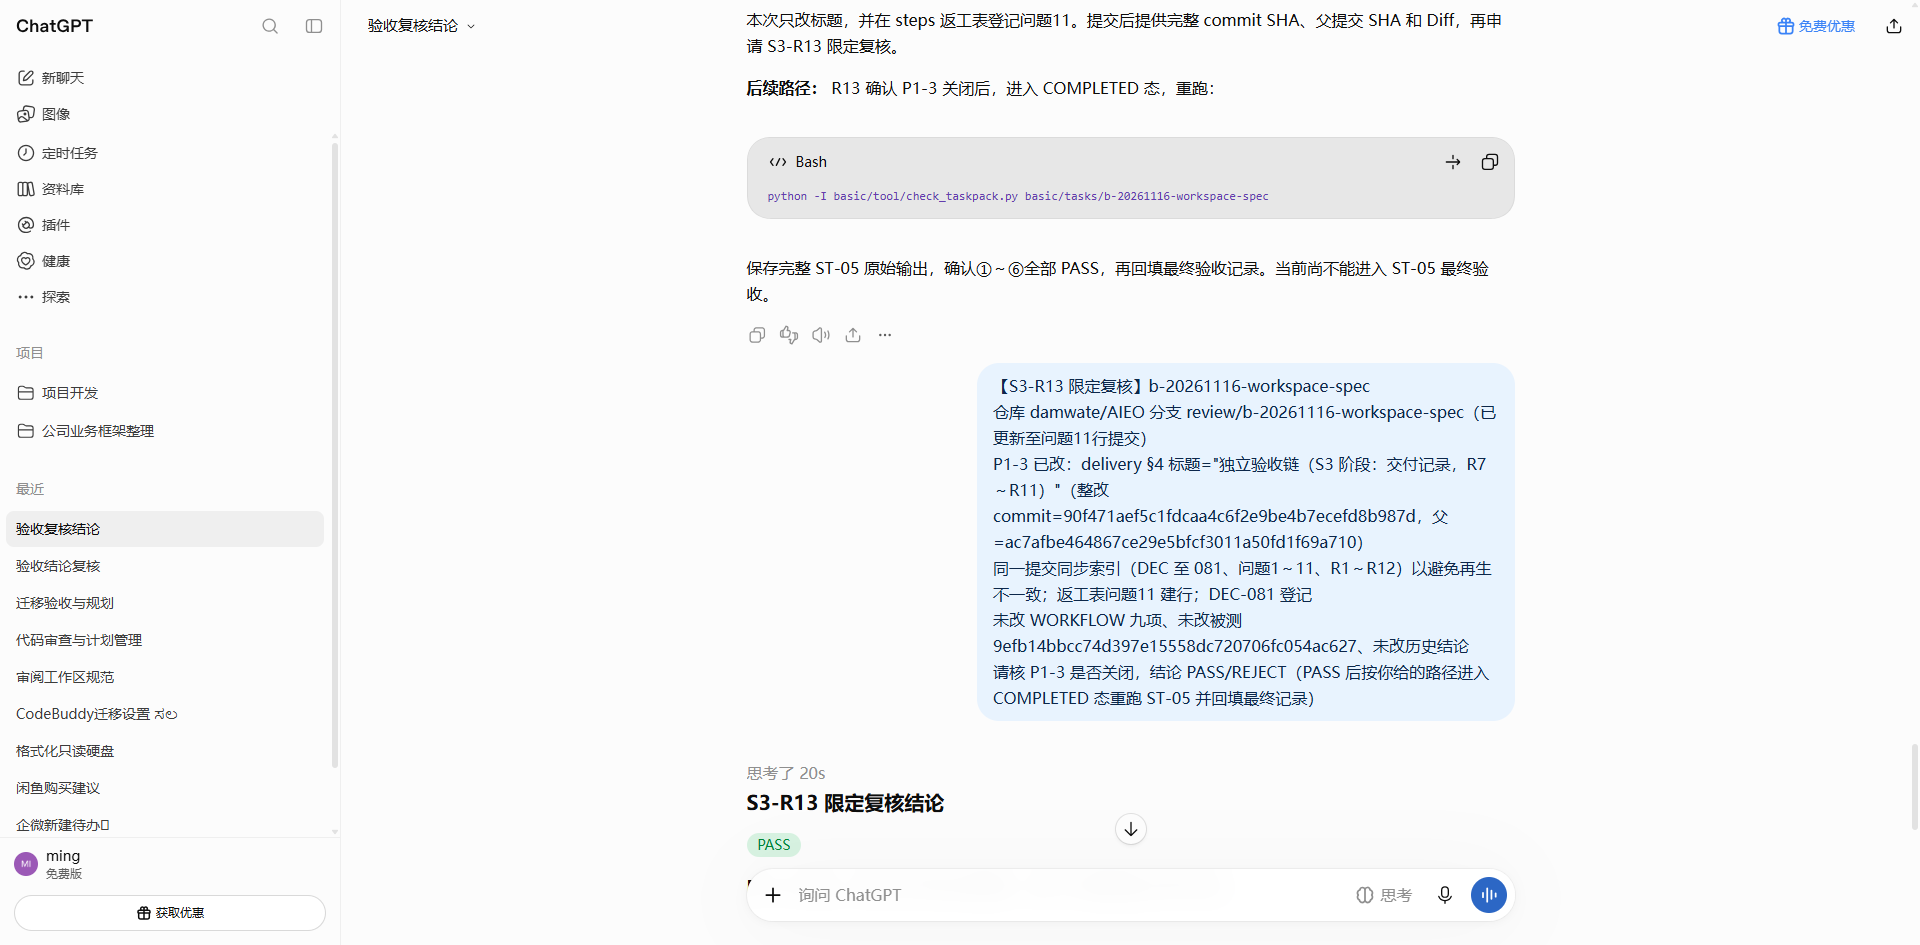 ChatGPT
新聊天
图像
定时任务
资料库
插件
健康
探索
项目
项目开发
公司业务框架整理
最近
验收复核结论
验收结论复核
迁移验收与规划
代码审查与计划管理
审阅工作区规范
CodeBuddy迁移设置
格式化只读硬盘
闲鱼购买建议
企微新建待办
MI
ming
免费版
获取优惠
验收复核结论
免费优惠
本次只改标题，并在 steps 返工表登记问题11。提交后提供完整 commit SHA、父提交 SHA 和 Diff，再申
请 S3-R13 限定复核。
后续路径： R13 确认 P1-3 关闭后，进入 COMPLETED 态，重跑：
Bash
python -I basic/tool/check_taskpack.py basic/tasks/b-20261116-workspace-spec
保存完整 ST-05 原始输出，确认①～⑥全部 PASS，再回填最终验收记录。当前尚不能进入 ST-05 最终验
收。
【S3-R13 限定复核】b-20261116-workspace-spec
仓库 damwate/AIEO 分支 review/b-20261116-workspace-spec（已
更新至问题11行提交）
P1-3 已改：delivery §4 标题="独立验收链（S3 阶段：交付记录，R7
～R11）"（整改
commit=90f471aef5c1fdcaa4c6f2e9be4b7ecefd8b987d，父
=ac7afbe464867ce29e5bfcf3011a50fd1f69a710）
同一提交同步索引（DEC 至 081、问题1～11、R1～R12）以避免再生
不一致；返工表问题11 建行；DEC-081 登记
未改 WORKFLOW 九项、未改被测
9efb14bbcc74d397e15558dc720706fc054ac627、未改历史结论
请核 P1-3 是否关闭，结论 PASS/REJECT（PASS 后按你给的路径进入
COMPLETED 态重跑 ST-05 并回填最终记录）
思考了 20s
S3-R13 限定复核结论
PASS
询问 ChatGPT
思考